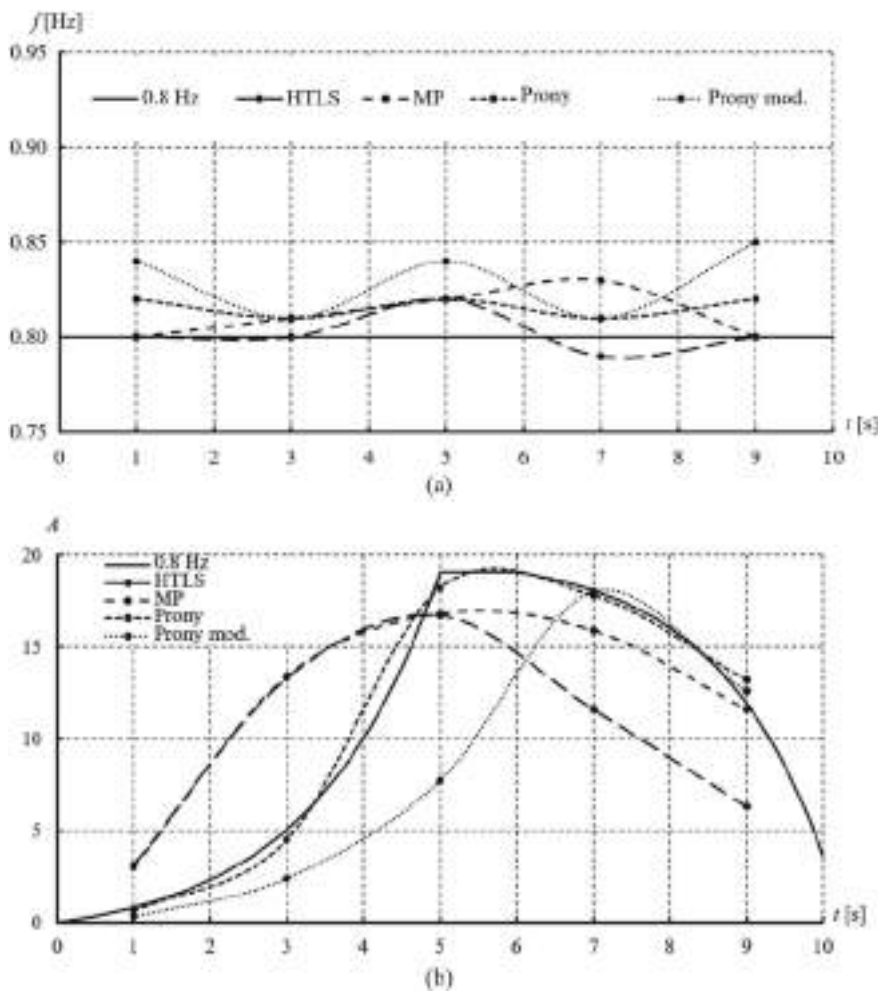 f [Hz]
0.95
0.8 Hz HTLS MP Prony Prony mod.
0.90
0.85
0.80
0.75
t [s]
0 1 2 3 4 5 6 7 8 9 10
(a)
A
20
0.8 Hz
HTLS
MP
Prony
Prony mod.
15
10
5
0
t [s]
0 1 2 3 4 5 6 7 8 9 10
(b)